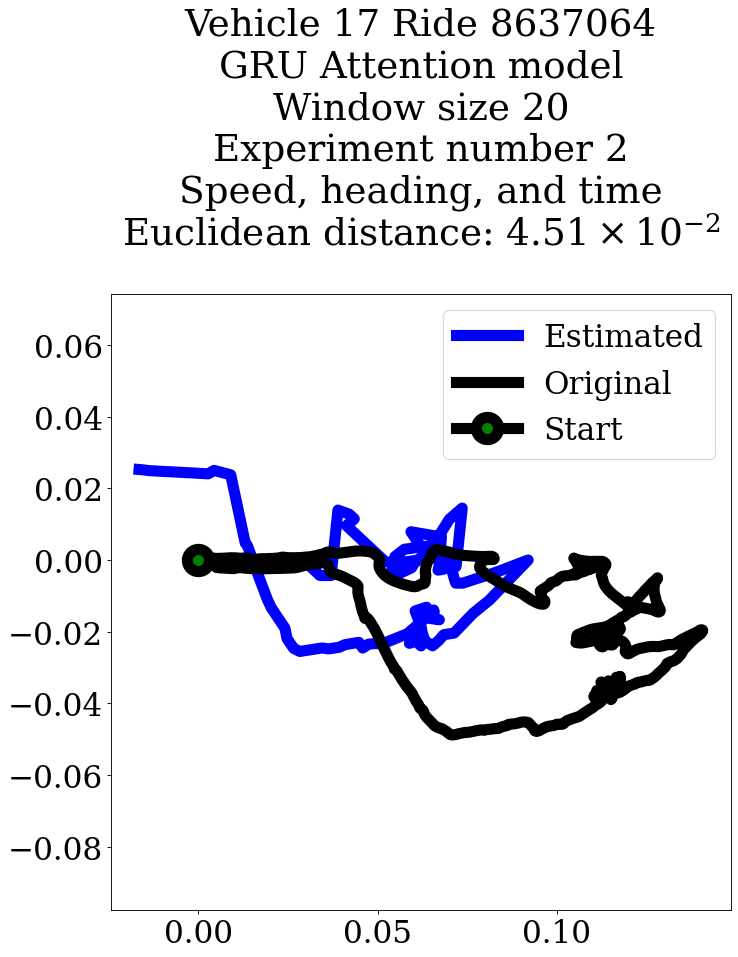 Vehicle 17 Ride 8637064
GRU Attention model
Window size 20
Experiment number 2
Speed, heading, and time
Euclidean distance: 4.51 × 10⁻²
Estimated
Original
Start
0.06
0.04
0.02
0.00
−0.02
−0.04
−0.06
−0.08
0.00 0.05 0.10